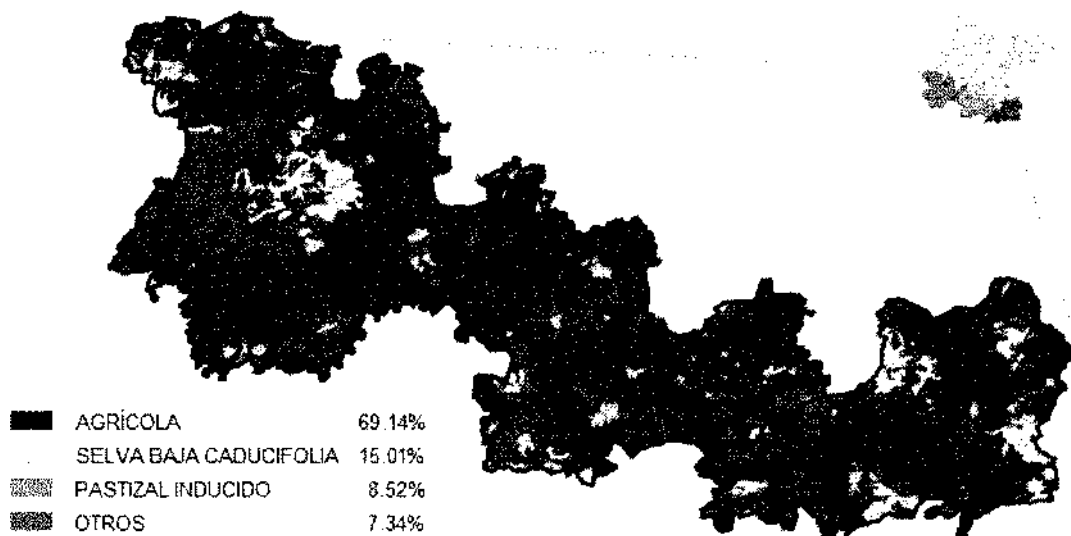 AGRÍCOLA 69.14%
SELVA BAJA CADUCIFOLIA 15.01%
PASTIZAL INDUCIDO 8.52%
OTROS 7.34%